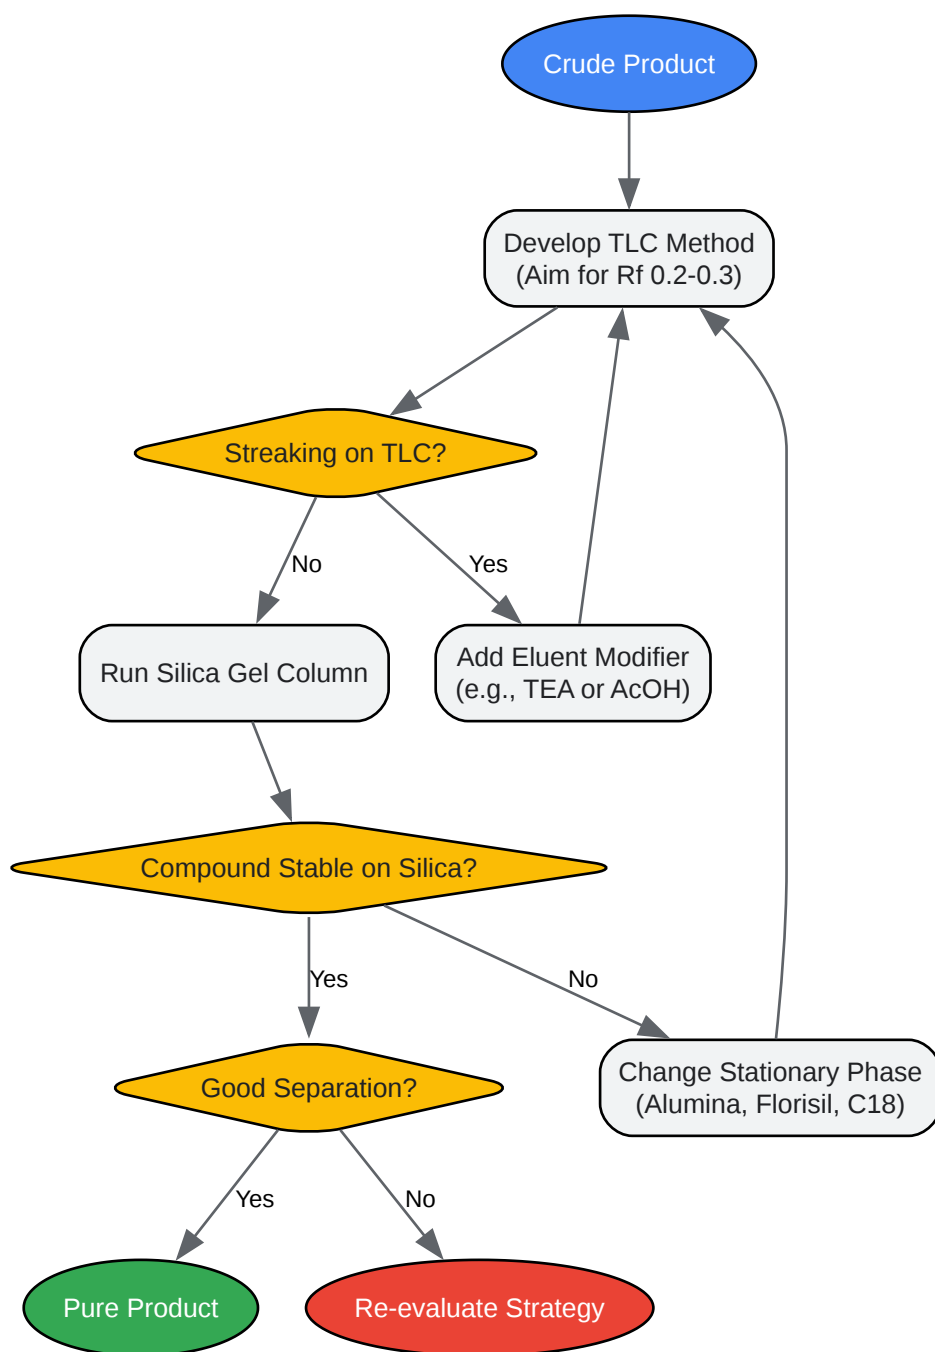 Crude Product
Develop TLC Method
(Aim for Rf 0.2-0.3)
Streaking on TLC?
No
Yes
Run Silica Gel Column
Add Eluent Modifier
(e.g., TEA or AcOH)
Compound Stable on Silica?
Yes
No
Good Separation?
Change Stationary Phase
(Alumina, Florisil, C18)
Yes
No
Pure Product
Re-evaluate Strategy